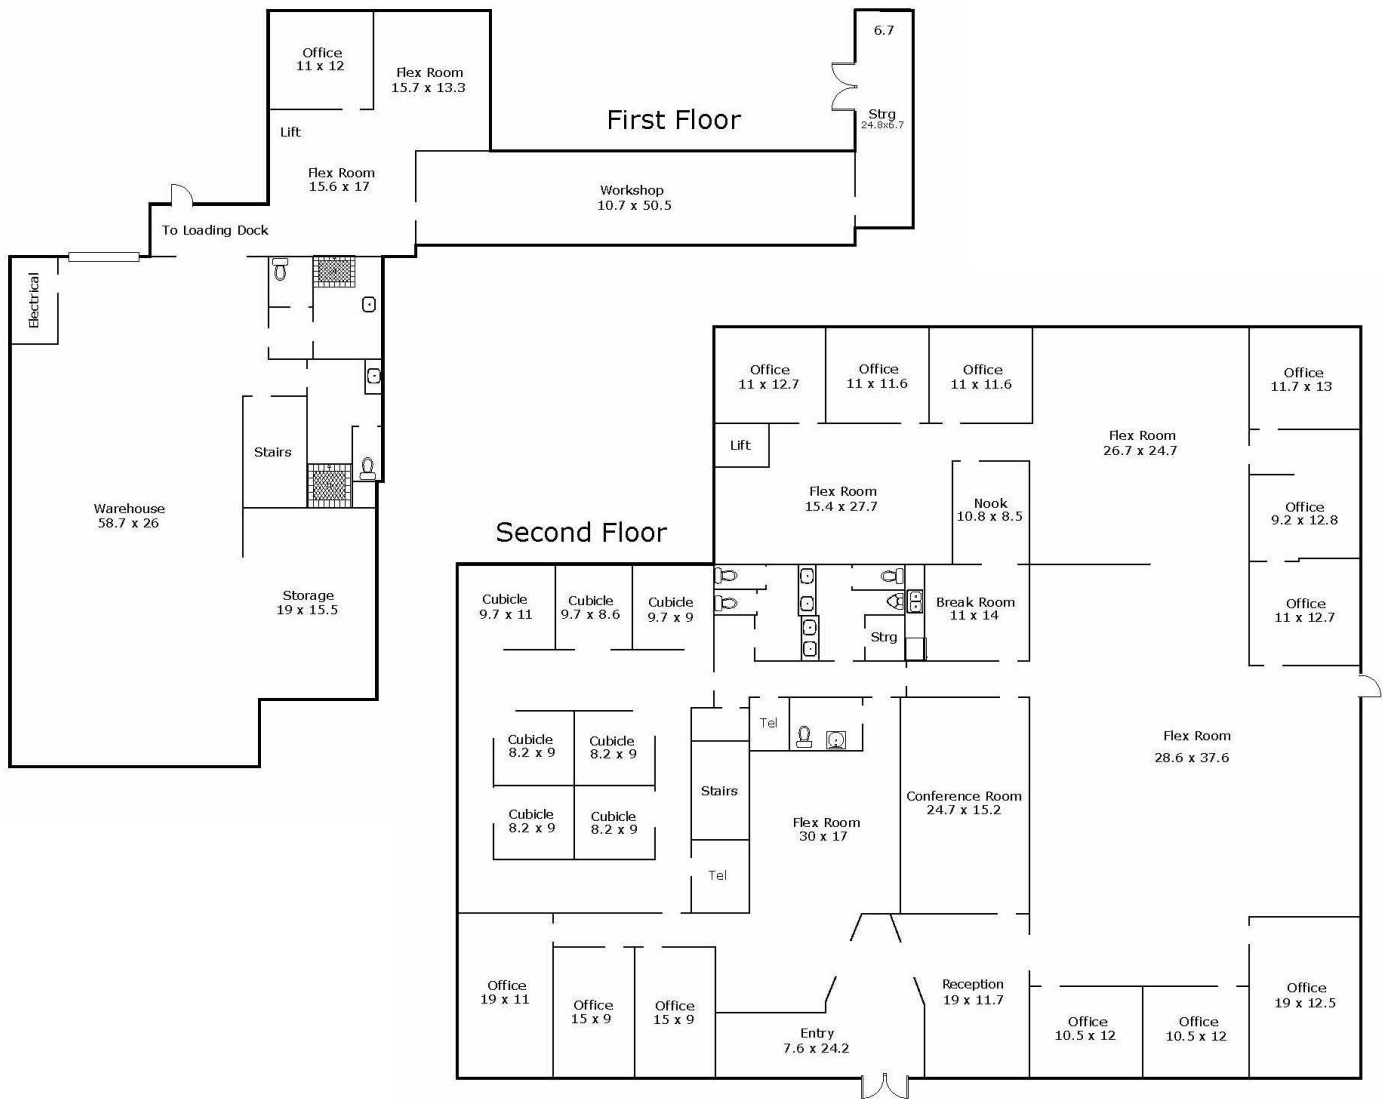 First Floor
Office
11 x 12
Flex Room
15.7 x 13.3
Lift
Flex Room
15.6 x 17
6.7
Strg
24.8x6.7
Workshop
10.7 x 50.5
To Loading Dock
Electrical
Stairs
Warehouse
58.7 x 26
Storage
19 x 15.5
Second Floor
Office
11 x 12.7
Office
11 x 11.6
Office
11 x 11.6
Office
11.7 x 13
Lift
Flex Room
26.7 x 24.7
Flex Room
15.4 x 27.7
Nook
10.8 x 8.5
Office
9.2 x 12.8
Cubicle
9.7 x 11
Cubicle
9.7 x 8.6
Cubicle
9.7 x 9
Break Room
11 x 14
Office
11 x 12.7
Strg
Tel
Cubicle
8.2 x 9
Cubicle
8.2 x 9
Flex Room
28.6 x 37.6
Stairs
Conference Room
24.7 x 15.2
Cubicle
8.2 x 9
Cubicle
8.2 x 9
Flex Room
30 x 17
Tel
Office
19 x 11
Office
15 x 9
Office
15 x 9
Entry
7.6 x 24.2
Reception
19 x 11.7
Office
10.5 x 12
Office
10.5 x 12
Office
19 x 12.5